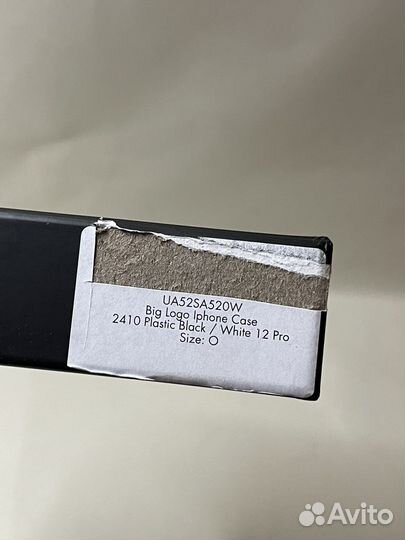 UA52SA520W
Big Logo Iphone Case
2410 Plastic Black / White 12 Pro
Size: O
Avito